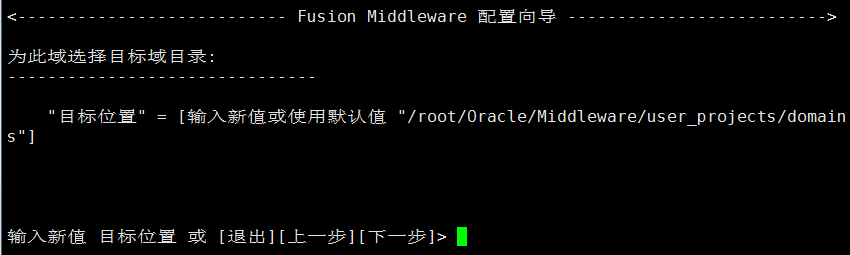 <--------------------------- Fusion Middleware 配置向导 -------------------------->
为此域选择目标域目录:
-------------------------------
"目标位置" = [输入新值或使用默认值 "/root/Oracle/Middleware/user_projects/domain
s"]
输入新值 目标位置 或 [退出][上一步][下一步]>